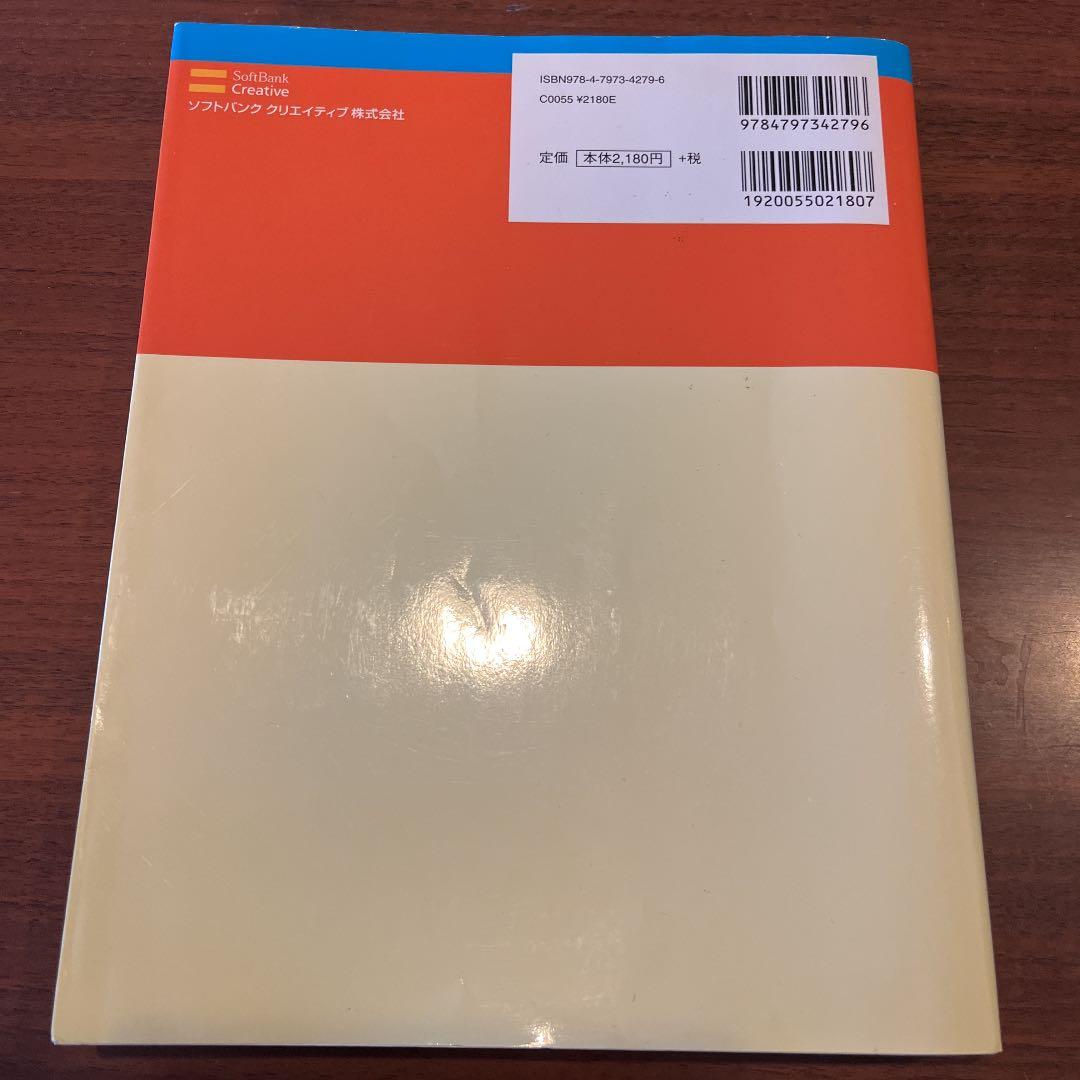 SoftBank
Creative
ソフトバンク クリエイティブ 株式会社
ISBN978-4-7973-4279-6
C0055 ¥2180E
定価 本体2,180円 +税
9784797342796
1920055021807